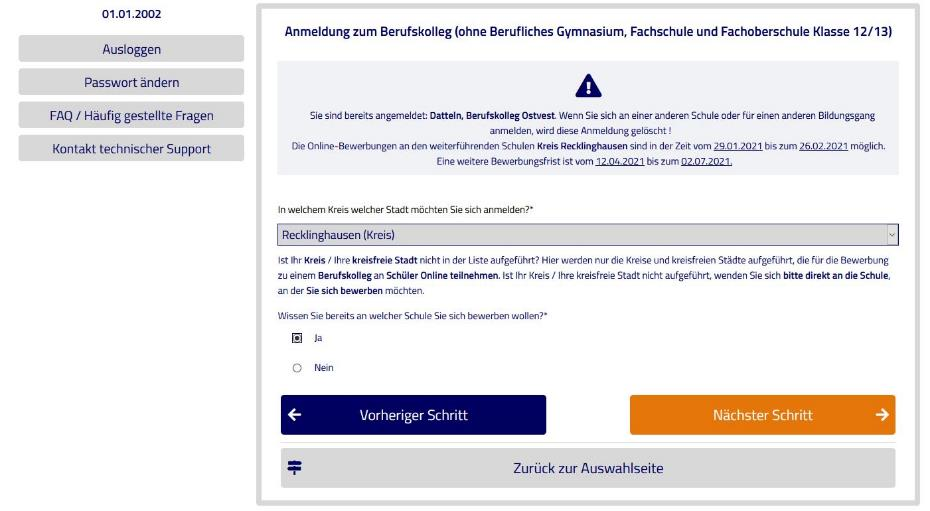 01.01.2002
Ausloggen
Passwort ändern
FAQ / Häufig gestellte Fragen
Kontakt technischer Support
Anmeldung zum Berufskolleg (ohne Berufliches Gymnasium, Fachschule und Fachoberschule Klasse 12/13)
Sie sind bereits angemeldet: Datteln, Berufskolleg Ostvest. Wenn Sie sich an einer anderen Schule oder für einen anderen Bildungsgang
anmelden, wird diese Anmeldung gelöscht !
Die Online-Bewerbungen an den weiterführenden Schulen Kreis Recklinghausen sind in der Zeit vom 29.01.2021 bis zum 26.02.2021 möglich.
Eine weitere Bewerbungsfrist ist vom 12.04.2021 bis zum 02.07.2021.
In welchem Kreis welcher Stadt möchten Sie sich anmelden?*
Recklinghausen (Kreis)
Ist Ihr Kreis / Ihre kreisfreie Stadt nicht in der Liste aufgeführt? Hier werden nur die Kreise und kreisfreien Städte aufgeführt, die für die Bewerbung
zu einem Berufskolleg an Schüler Online teilnehmen. Ist Ihr Kreis / Ihre kreisfreie Stadt nicht aufgeführt, wenden Sie sich bitte direkt an die Schule,
an der Sie sich bewerben möchten.
Wissen Sie bereits an welcher Schule Sie sich bewerben wollen?*
Ja
Nein
Vorheriger Schritt
Nächster Schritt
Zurück zur Auswahlseite